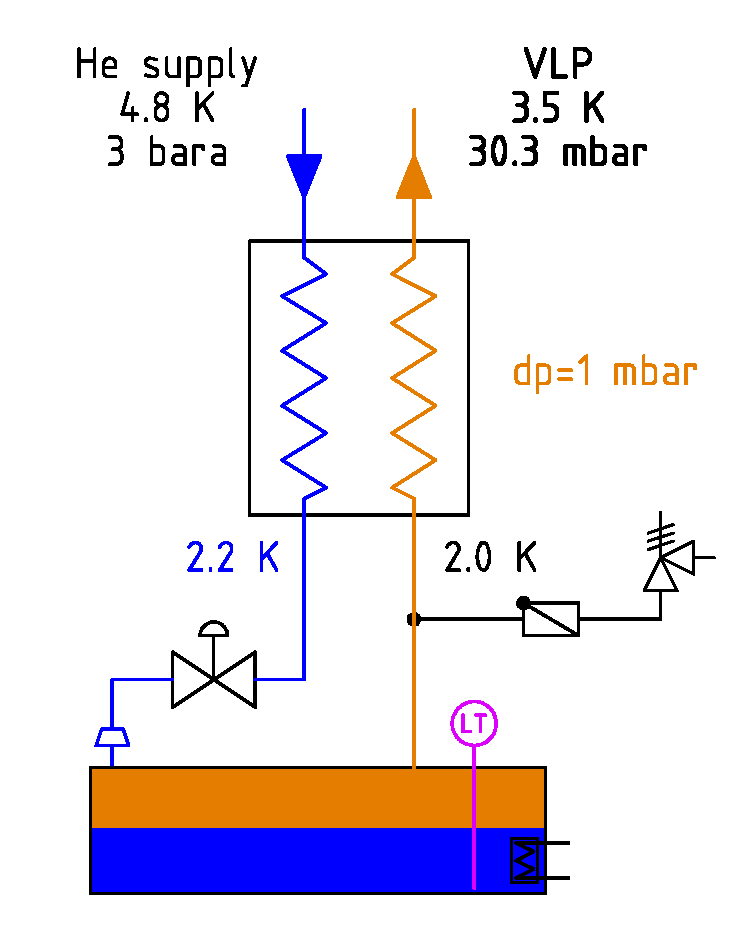 He supply
4.8 K
3 bara
VLP
3.5 K
30.3 mbar
dp=1 mbar
2.2 K
2.0 K
LT